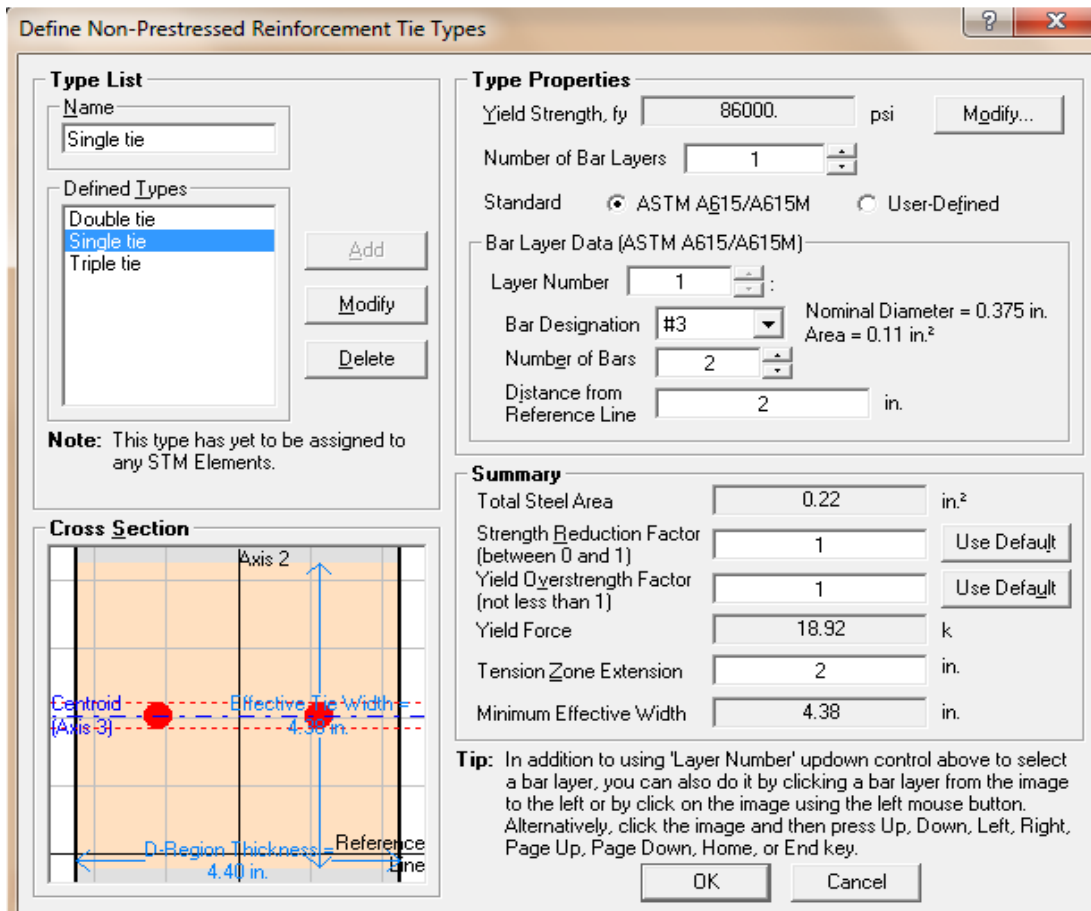 Define Non-Prestressed Reinforcement Tie Types
?
X
Type List
Name
Single tie
Defined Types
Double tie
Single tie
Triple tie
Add
Modify
Delete
Note: This type has yet to be assigned to
any STM Elements.
Cross Section
Axis 2
Centroid
(Axis 3)
Effective Tie Width =
4.38 in.
D-Region Thickness =
4.40 in.
Reference
Line
Type Properties
Yield Strength, fy 86000. psi Modify...
Number of Bar Layers 1
Standard ASTM A615/A615M User-Defined
Bar Layer Data (ASTM A615/A615M)
Layer Number 1 :
Bar Designation #3
Nominal Diameter = 0.375 in.
Area = 0.11 in.²
Number of Bars 2
Distance from
Reference Line 2 in.
Summary
Total Steel Area 0.22 in.²
Strength Reduction Factor
(between 0 and 1) 1 Use Default
Yield Overstrength Factor
(not less than 1) 1 Use Default
Yield Force 18.92 k
Tension Zone Extension 2 in.
Minimum Effective Width 4.38 in.
Tip: In addition to using 'Layer Number' updown control above to select
a bar layer, you can also do it by clicking a bar layer from the image
to the left or by click on the image using the left mouse button.
Alternatively, click the image and then press Up, Down, Left, Right,
Page Up, Page Down, Home, or End key.
OK
Cancel